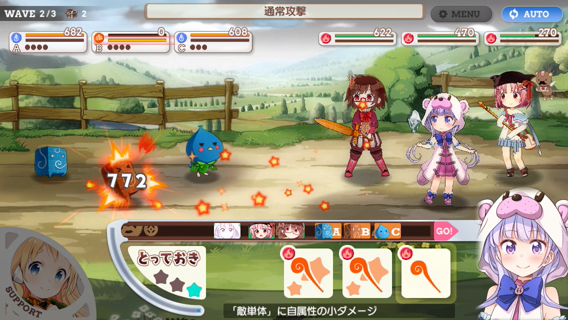 WAVE 2/3 2
通常攻撃
MENU
AUTO
682 0 608
A B C
622 470 270
772
A B C GO!
とっておき
SUPPORT
「敵単体」に自属性の小ダメージ